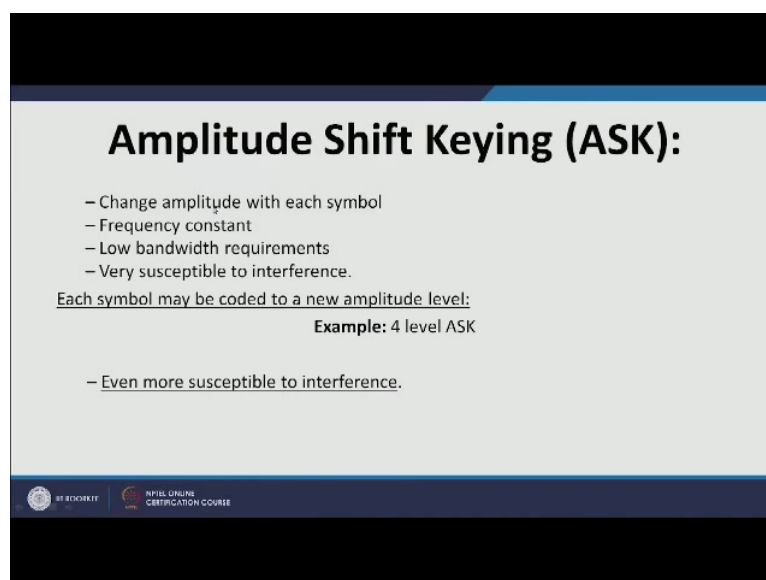 Amplitude Shift Keying (ASK):
– Change amplitude with each symbol
– Frequency constant
– Low bandwidth requirements
– Very susceptible to interference.
Each symbol may be coded to a new amplitude level:
Example: 4 level ASK
– Even more susceptible to interference.
IIT ROORKEE
NPTEL ONLINE
CERTIFICATION COURSE